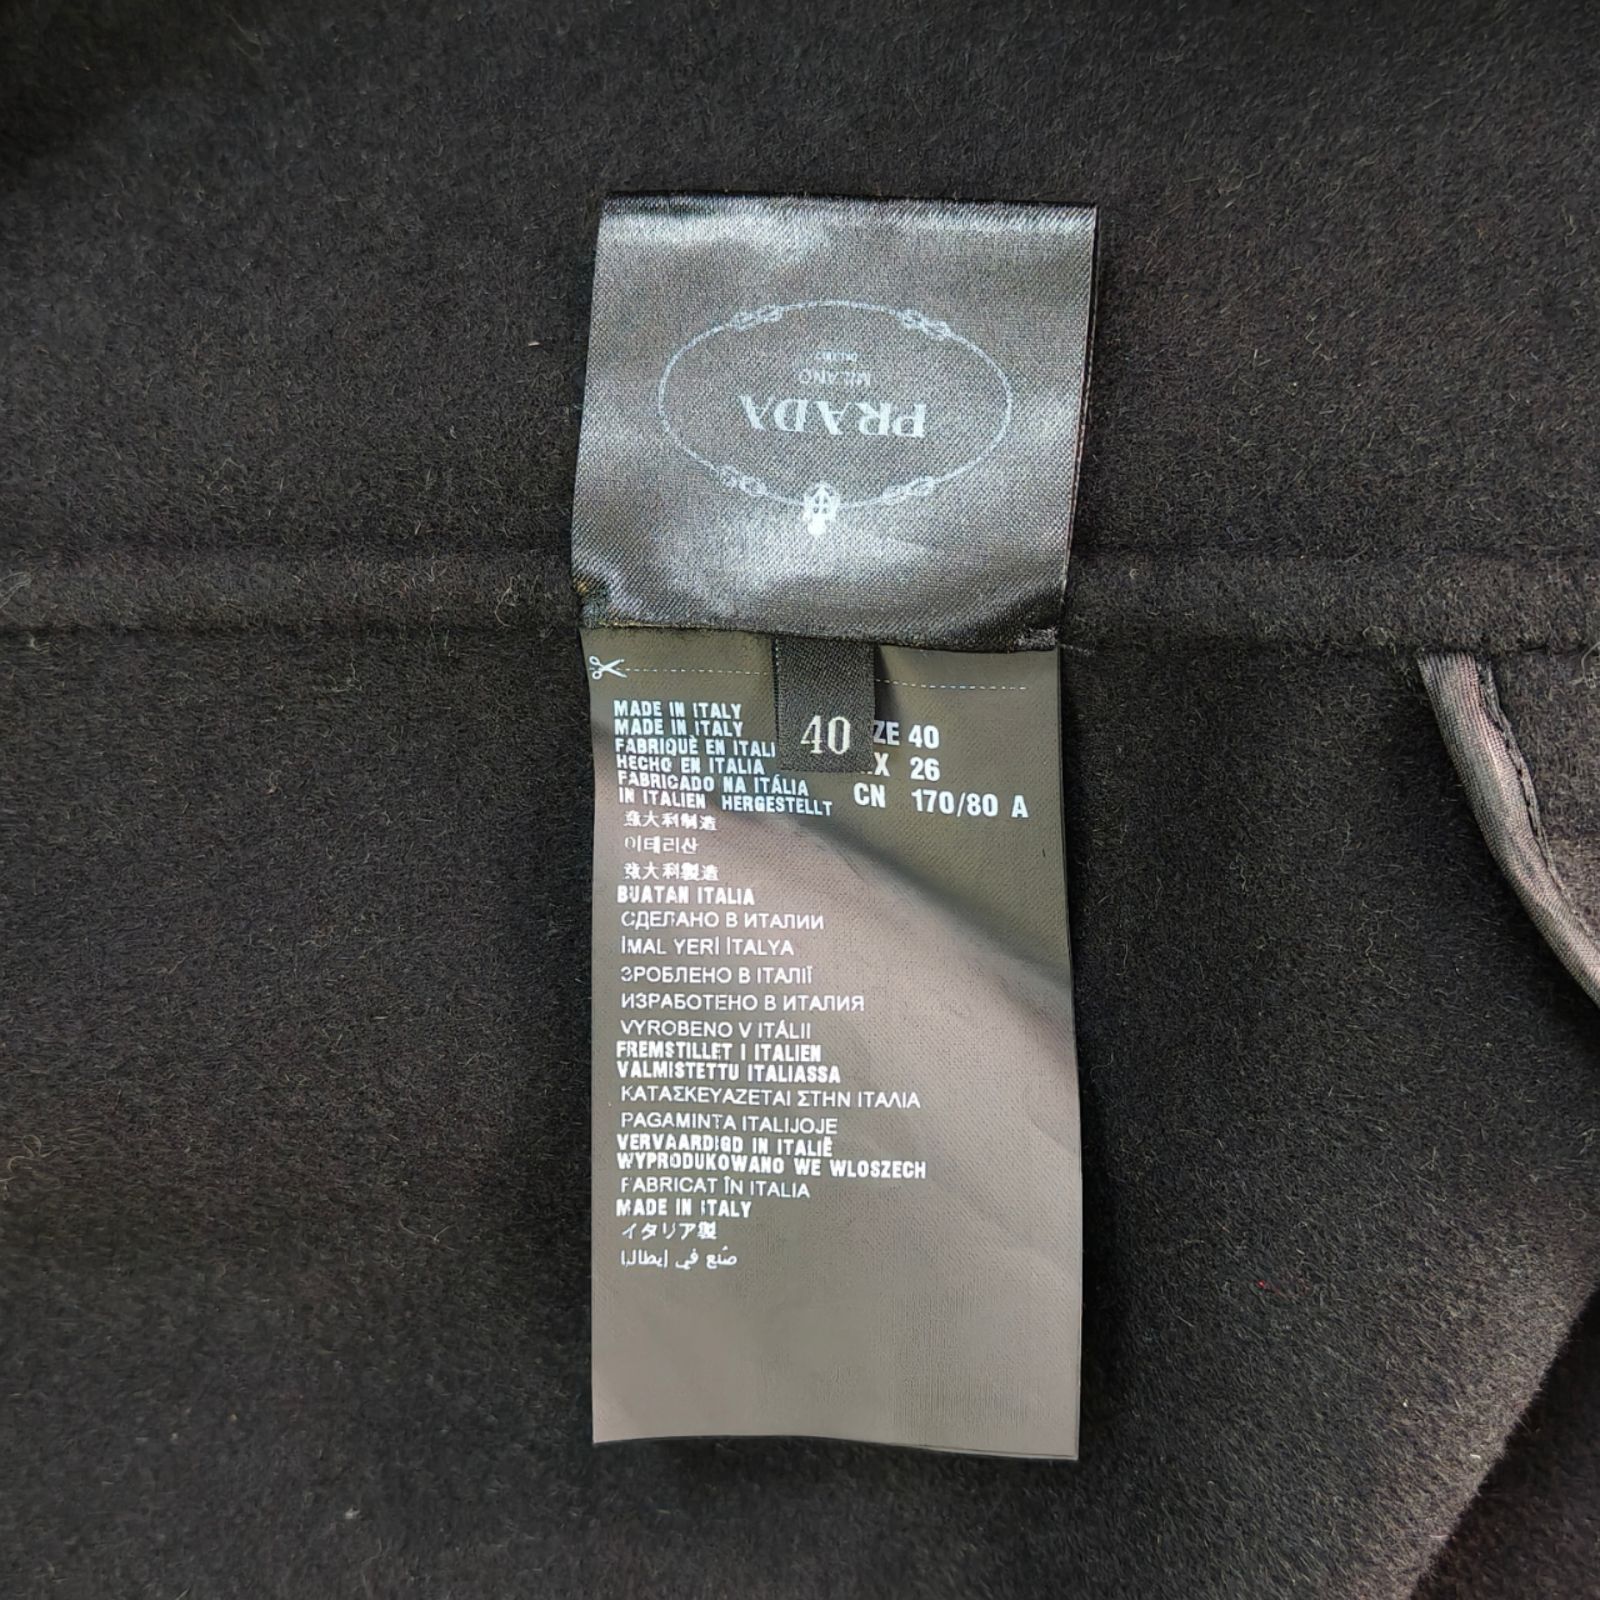 PRADA
MILANO
MADE IN ITALY
MADE IN ITALY
FABRIQUÈ EN ITALI
HECHO EN ITALIA
FABRICADO NA ITÁLIA
IN ITALIEN HERGESTELLT
意大利制造
이태리산
意大利製造
BUATAN ITALIA
СДЕЛАНО В ИТАЛИИ
İMAL YERİ İTALYA
ЗРОБЛЕНО В ІТАЛІЇ
ИЗРАБОТЕНО В ИТАЛИЯ
VYROBENO V ITÁLII
FREMSTILLET I ITALIEN
VALMISTETTU ITALIASSA
ΚΑΤΑΣΚΕΥΑΖΕΤΑΙ ΣΤΗΝ ΙΤΑΛΙΑ
PAGAMINTA ITALIJOJE
VERVAARDIGD IN ITALIË
WYPRODUKOWANO WE WLOSZECH
FABRICAT ÎN ITALIA
MADE IN ITALY
イタリア製
صنع في إيطاليا
40
ZE 40
X 26
CN 170/80 A